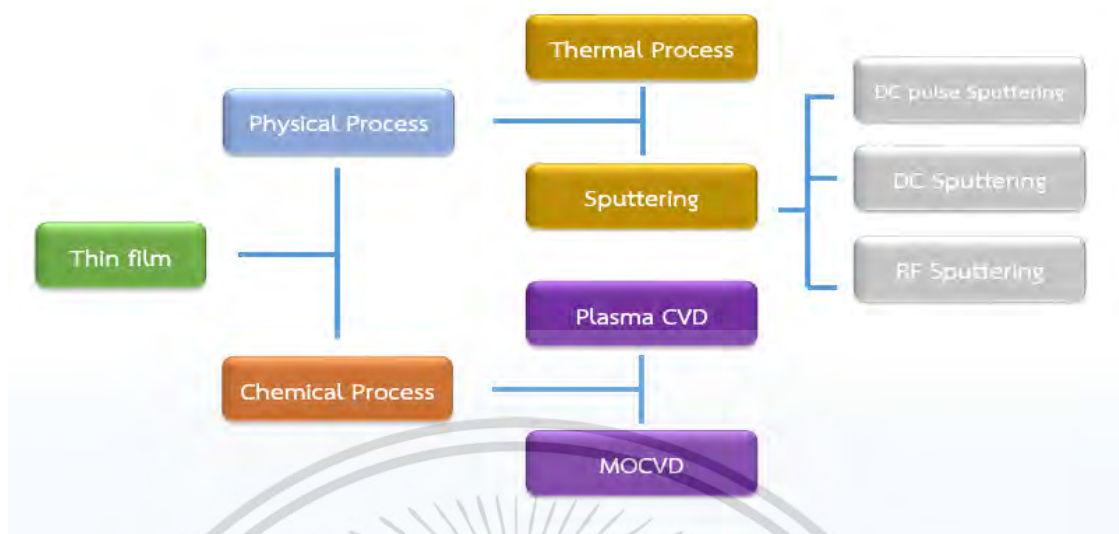 Thin film
Physical Process
Chemical Process
Thermal Process
Sputtering
Plasma CVD
MOCVD
DC pulse Sputtering
DC Sputtering
RF Sputtering